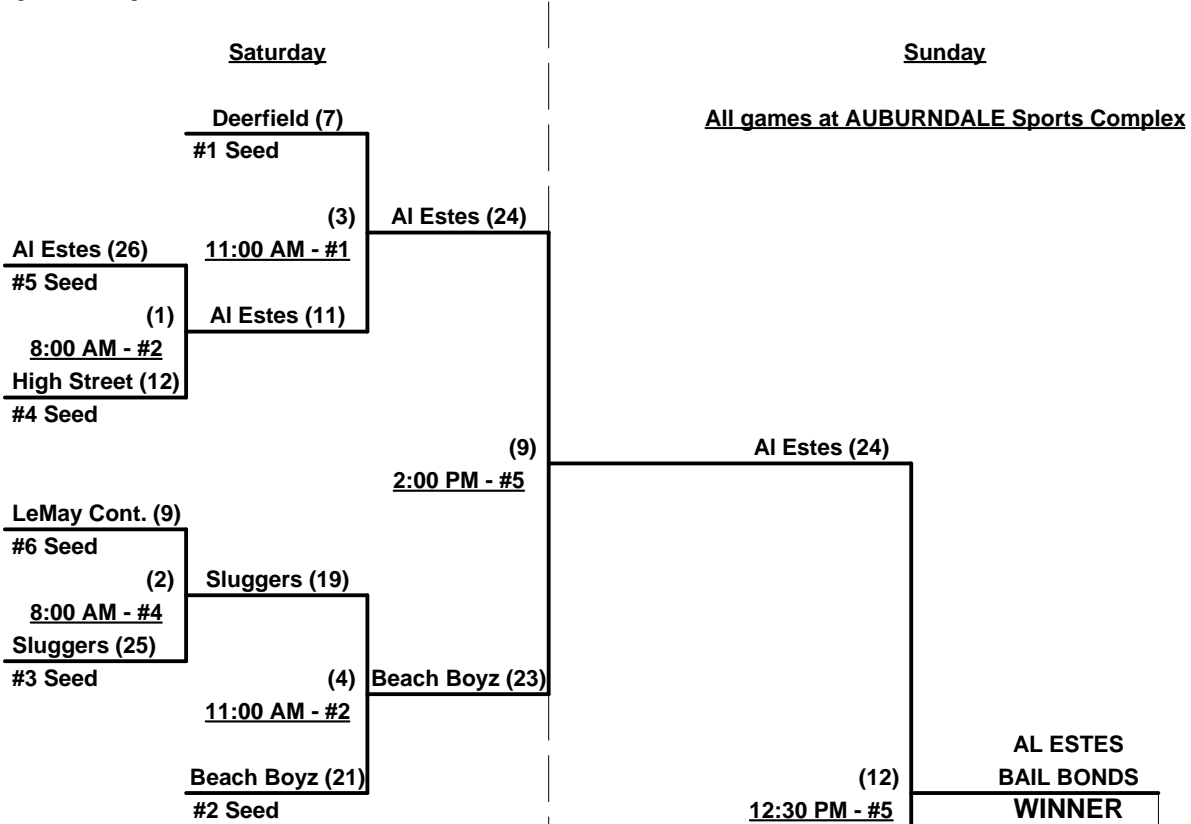 Saturday
Sunday
Deerfield (7)
All games at AUBURNDALE Sports Complex
#1 Seed
(3)
Al Estes (24)
Al Estes (26)
11:00 AM - #1
#5 Seed
(1)
Al Estes (11)
8:00 AM - #2
High Street (12)
#4 Seed
(9)
Al Estes (24)
2:00 PM - #5
LeMay Cont. (9)
#6 Seed
(2)
Sluggers (19)
8:00 AM - #4
Sluggers (25)
#3 Seed
(4)
Beach Boyz (23)
11:00 AM - #2
AL ESTES
Beach Boyz (21)
(12)
BAIL BONDS
#2 Seed
12:30 PM - #5
WINNER